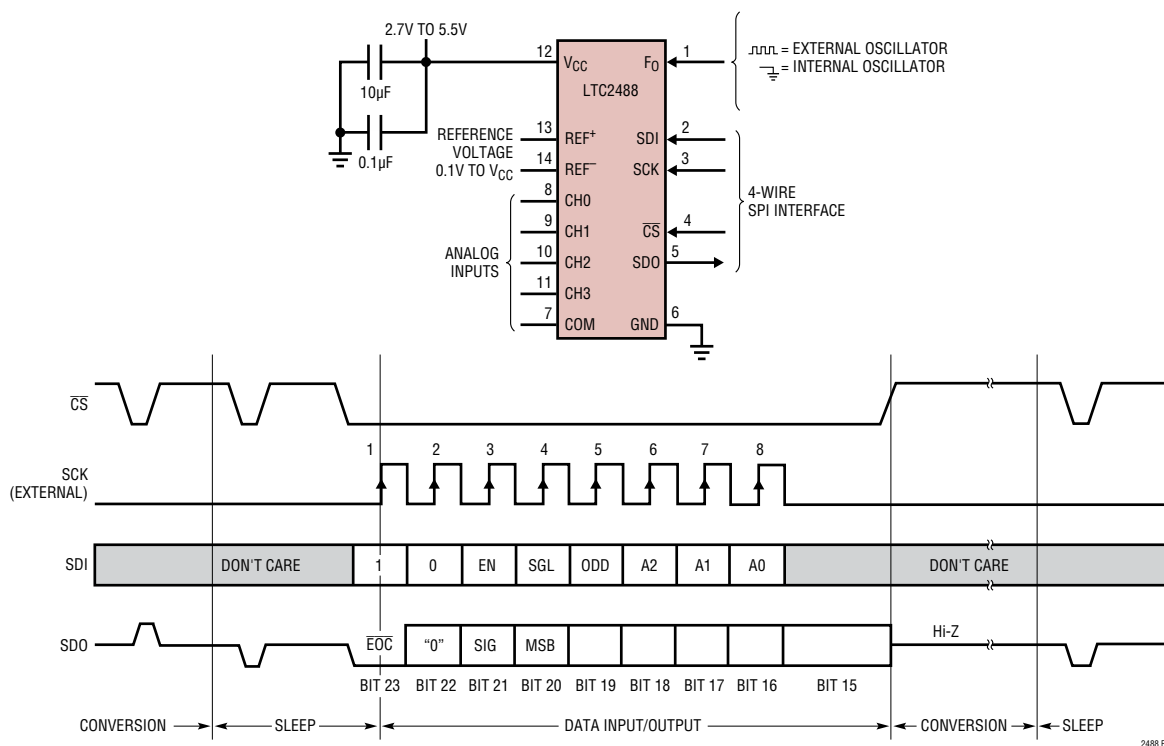 2.7V TO 5.5V
12
VCC
FO
1
= EXTERNAL OSCILLATOR
= INTERNAL OSCILLATOR
LTC2488
10µF
0.1µF
REFERENCE
VOLTAGE
0.1V TO VCC
13
REF+
14
REF–
8
CH0
9
CH1
10
CH2
11
CH3
7
COM
ANALOG
INPUTS
SDI
2
SCK
3
CS
4
SDO
5
GND
6
4-WIRE
SPI INTERFACE
CS
SCK
(EXTERNAL)
1 2 3 4 5 6 7 8
SDI
DON'T CARE 1 0 EN SGL ODD A2 A1 A0 DON'T CARE
SDO
EOC “0” SIG MSB Hi-Z
BIT 23 BIT 22 BIT 21 BIT 20 BIT 19 BIT 18 BIT 17 BIT 16 BIT 15
CONVERSION SLEEP DATA INPUT/OUTPUT CONVERSION SLEEP